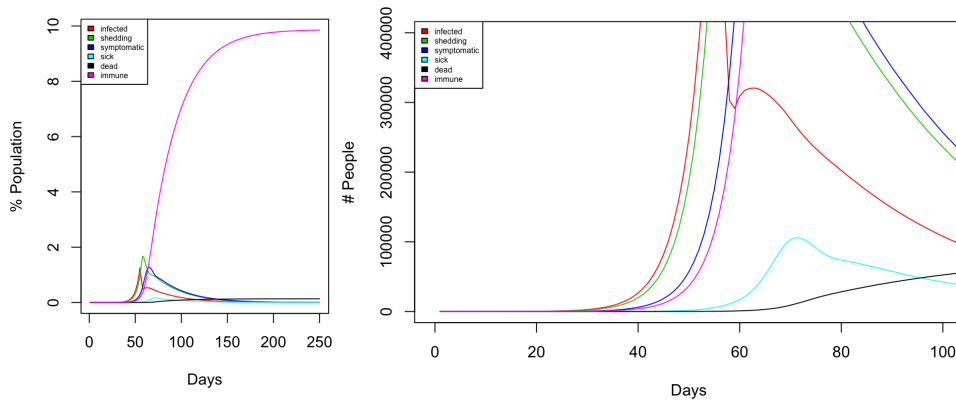 10
8
6
4
2
0
% Population
infected
shedding
symptomatic
sick
dead
immune
0 50 100 150 200 250
Days
400000
300000
200000
100000
0
# People
infected
shedding
symptomatic
sick
dead
immune
0 20 40 60 80 100
Days